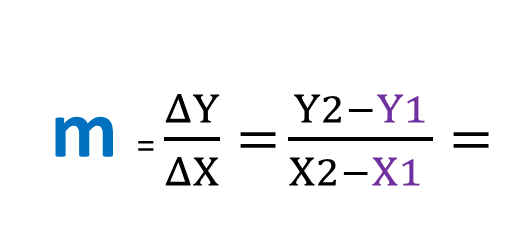 m = ΔY/ΔX = Y2−Y1/X2−X1 =